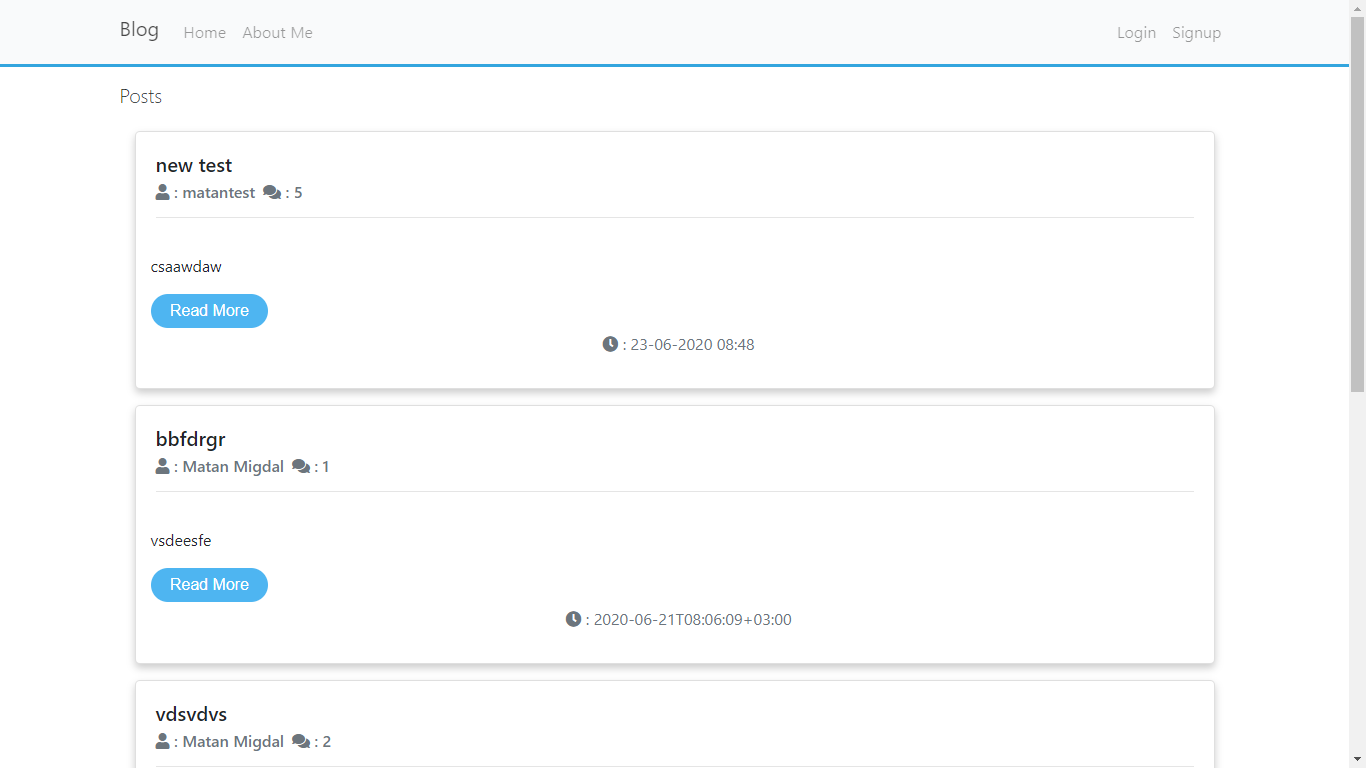 Blog Home About Me Login Signup
Posts
new test
: matantest : 5
csaawdaw
Read More
: 23-06-2020 08:48
bbfdrgr
: Matan Migdal : 1
vsdeesfe
Read More
: 2020-06-21T08:06:09+03:00
vdsvdvs
: Matan Migdal : 2